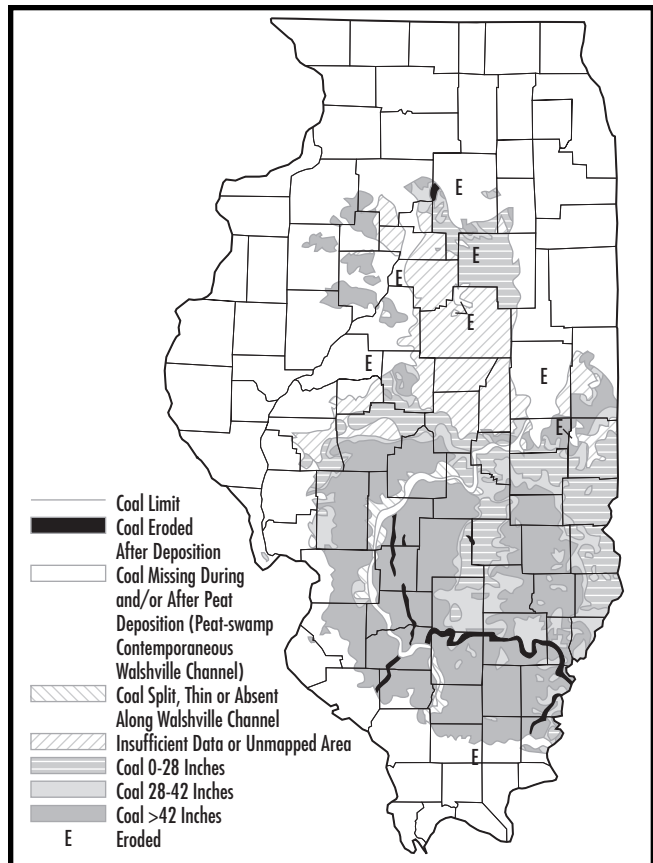 E
E
E
E
E
E
E
Coal Limit
Coal Eroded
After Deposition
Coal Missing During
and/or After Peat
Deposition (Peat-swamp
Contemporaneous
Walshville Channel)
Coal Split, Thin or Absent
Along Walshville Channel
Insufficient Data or Unmapped Area
Coal 0-28 Inches
Coal 28-42 Inches
Coal >42 Inches
E Eroded
E